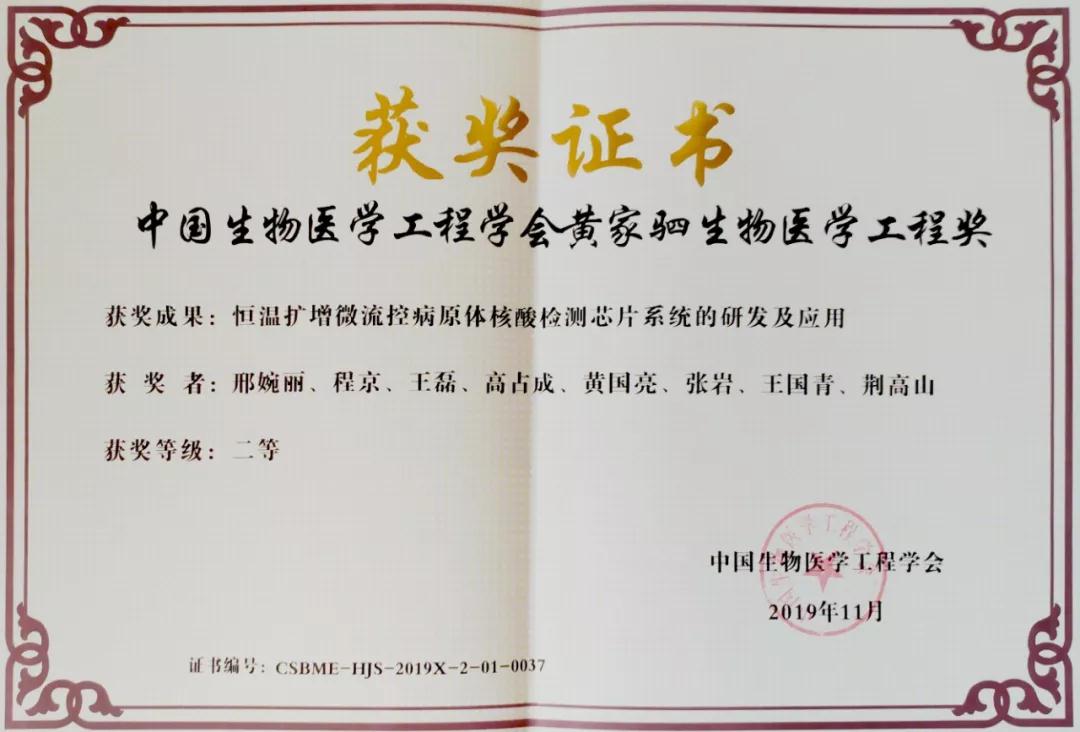 获奖证书
中国生物医学工程学会黄家驷生物医学工程奖
获奖成果：恒温扩增微流控病原体核酸检测芯片系统的研发及应用
获 奖 者：邢婉丽、程京、王磊、高占成、黄国亮、张岩、王国青、荆高山
获奖等级：二等
中国生物医学工程学会
2019年11月
证书编号：CSBME-HJS-2019X-2-01-0037